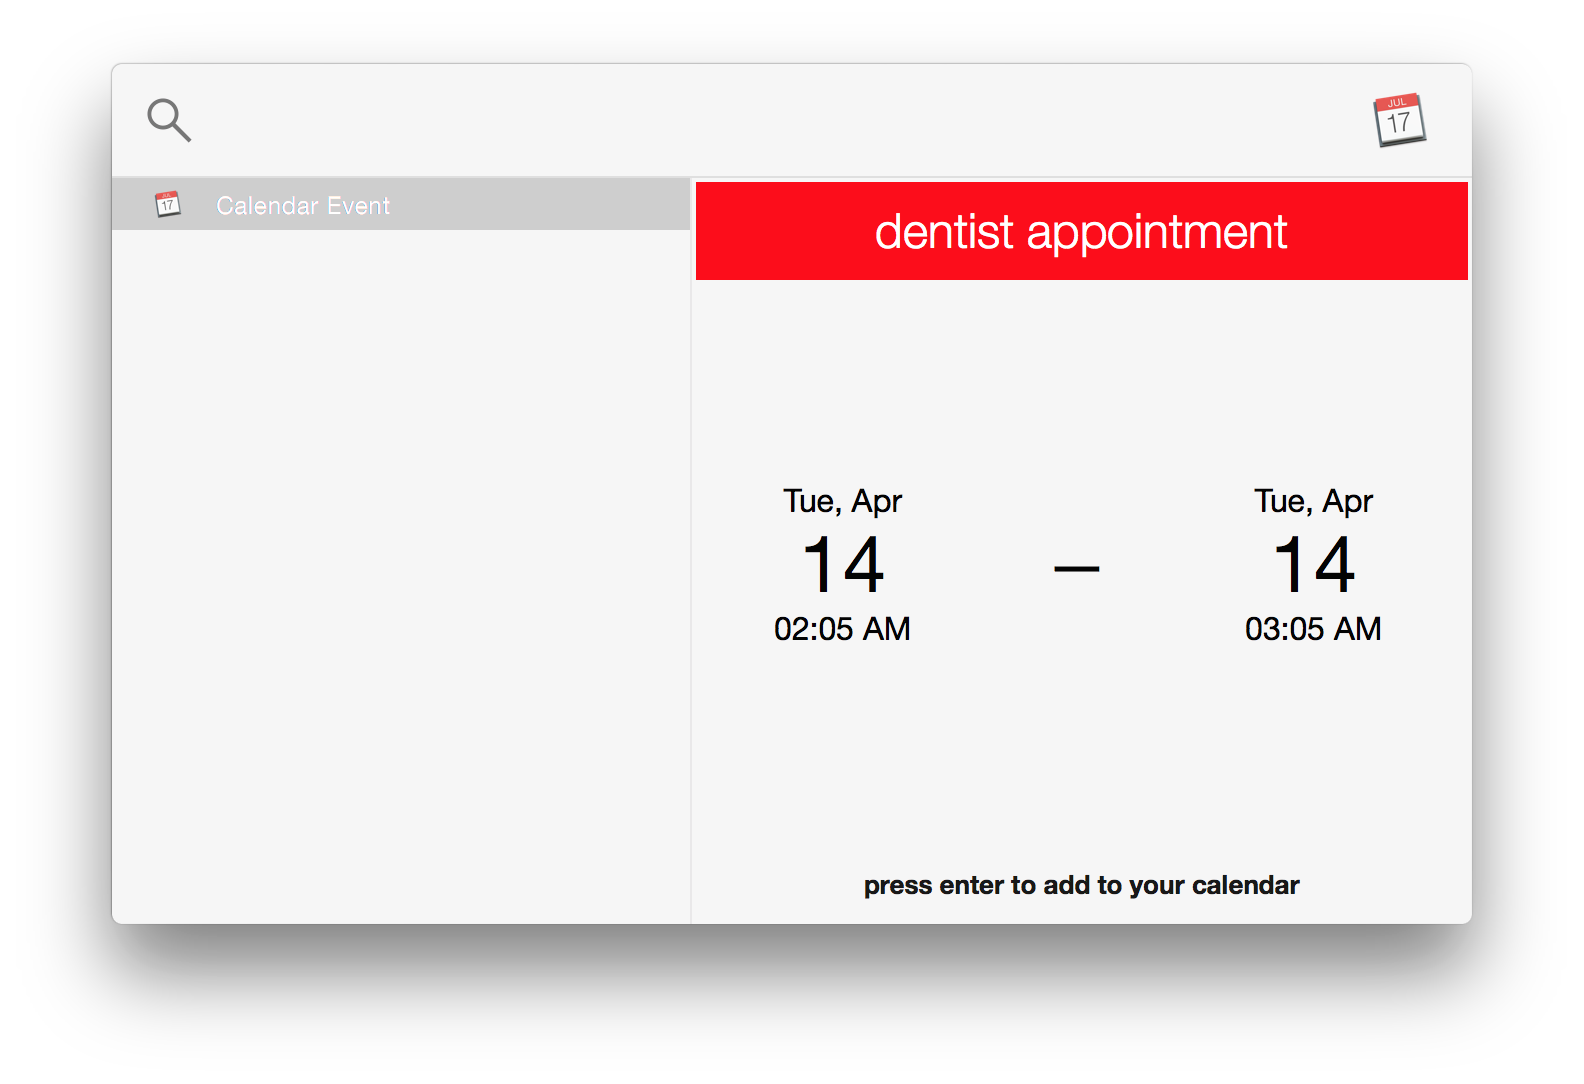 JUL
17
JUL
17
Calendar Event
dentist appointment
Tue, Apr
14
02:05 AM
–
Tue, Apr
14
03:05 AM
press enter to add to your calendar